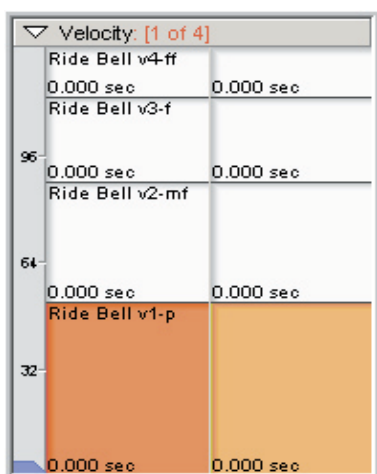 ▽ Velocity: [1 of 4]
Ride Bell v4-ff
0.000 sec 0.000 sec
Ride Bell v3-f
96
0.000 sec 0.000 sec
Ride Bell v2-mf
64
0.000 sec 0.000 sec
Ride Bell v1-p
32
0.000 sec 0.000 sec